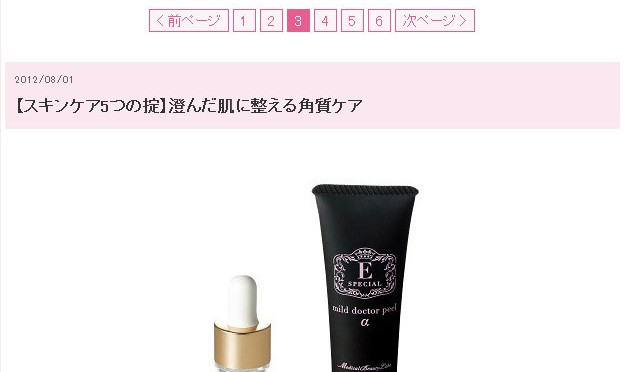 < 前ページ 1 2 3 4 5 6 次ページ >
2012/08/01
【スキンケア5つの掟】澄んだ肌に整える角質ケア
E
SPECIAL
mild doctor peel
α
Medical Beauty Labo